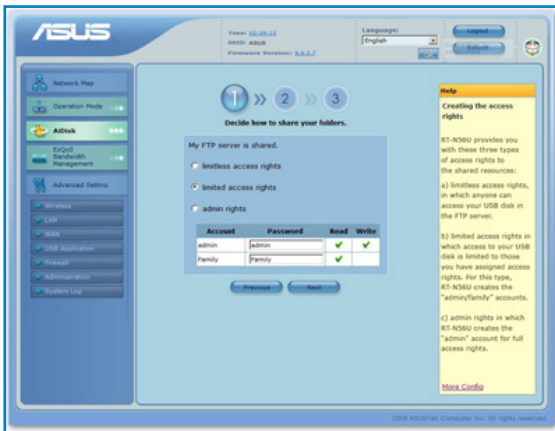 ASUS
Time: 02:29:12
SSID: ASUS
Firmware Version:
Language:
English
Logout
Network Map
Operation Mode
AiDisk
EzQoS
Bandwidth
Management
Advanced Setting
Wireless
LAN
WAN
USB Application
Firewall
Administration
System Log
1 » 2 » 3
Decide how to share your folders.
My FTP server is shared.
limitless access rights
limited access rights
admin rights
Account Password Read Write
admin admin
Family Family
Previous Next
Help
Creating the access
rights
RT-N56U provides you
with these three types
of access rights to
the shared resources:
a) limitless access rights,
in which anyone can
access your USB disk in
the FTP server.
b) limited access rights in
which access to your USB
disk is limited to those
you have assigned access
rights. For this type,
RT-N56U creates the
"admin/family" accounts.
c) admin rights in which
RT-N56U creates the
"admin" account for full
access rights.
More Config
2009 ASUSTek Computer Inc. All rights reserved.